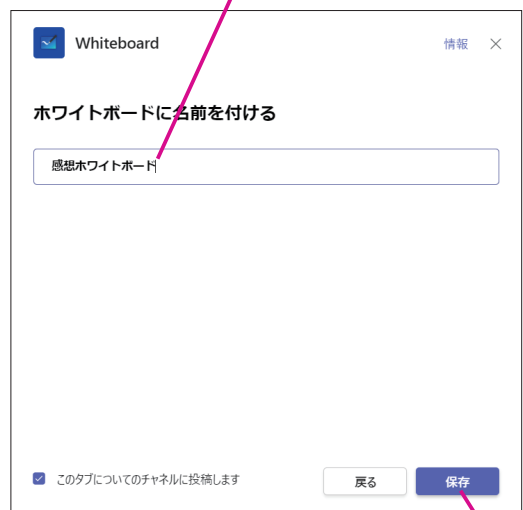 Whiteboard
情報
ホワイトボードに名前を付ける
感想ホワイトボード
このタブについてのチャネルに投稿します
戻る
保存